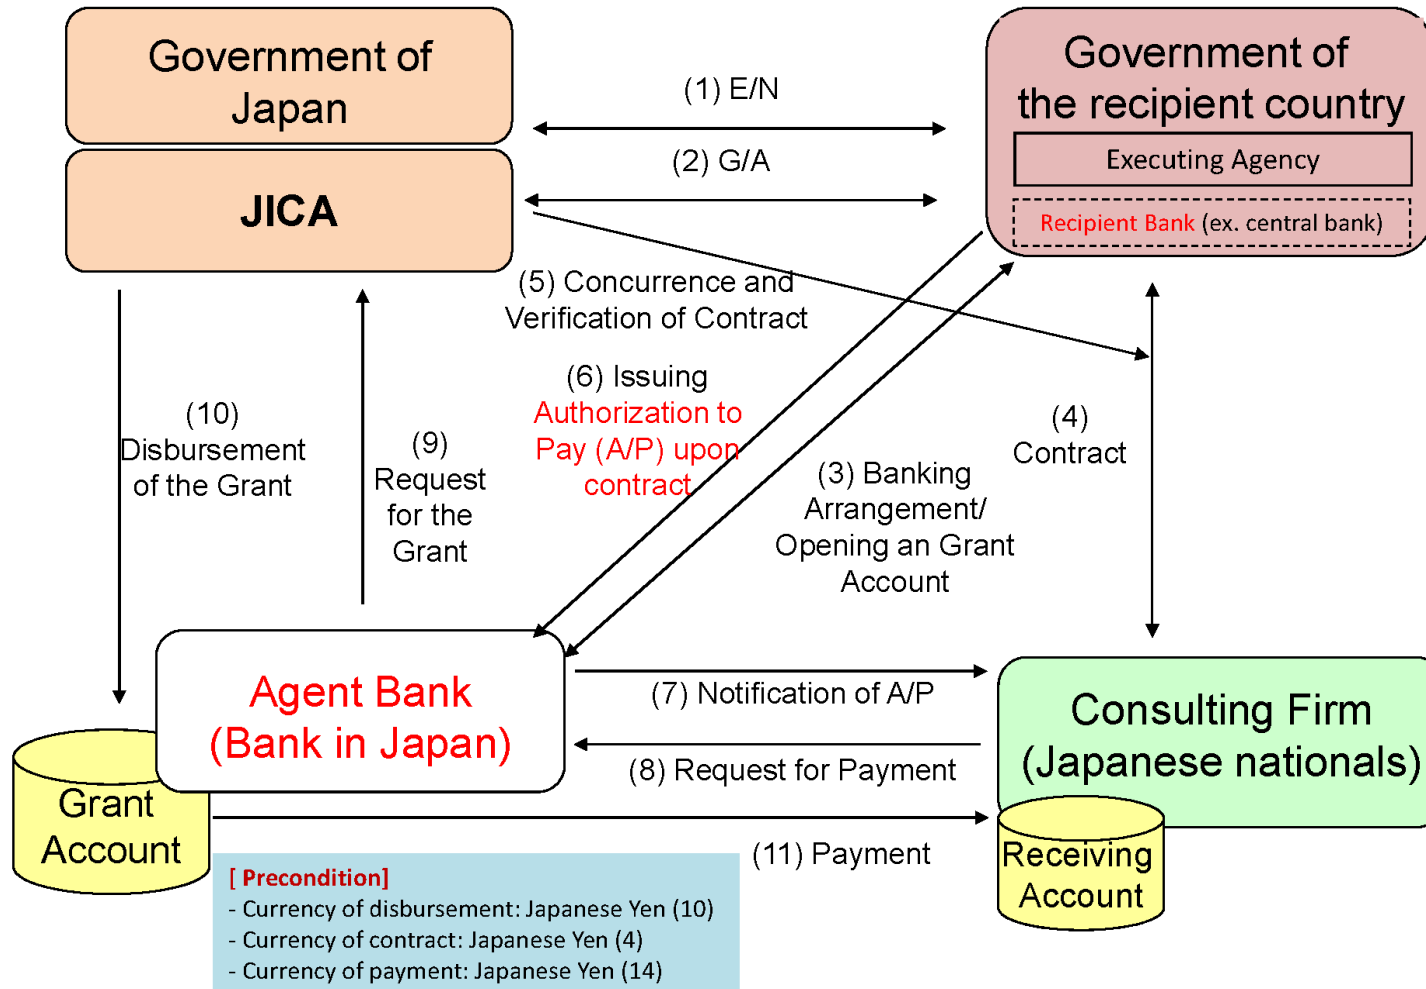 Government of
Japan
JICA
(1) E/N
(2) G/A
Government of
the recipient country
Executing Agency
Recipient Bank (ex. central bank)
(5) Concurrence and
Verification of Contract
(6) Issuing
Authorization to
Pay (A/P) upon
contract
(10)
Disbursement
of the Grant
(9)
Request
for the
Grant
(3) Banking
Arrangement/
Opening an Grant
Account
(4)
Contract
Agent Bank
(Bank in Japan)
(7) Notification of A/P
(8) Request for Payment
Consulting Firm
(Japanese nationals)
Grant
Account
(11) Payment
Receiving
Account
[ Precondition]
- Currency of disbursement: Japanese Yen (10)
- Currency of contract: Japanese Yen (4)
- Currency of payment: Japanese Yen (14)